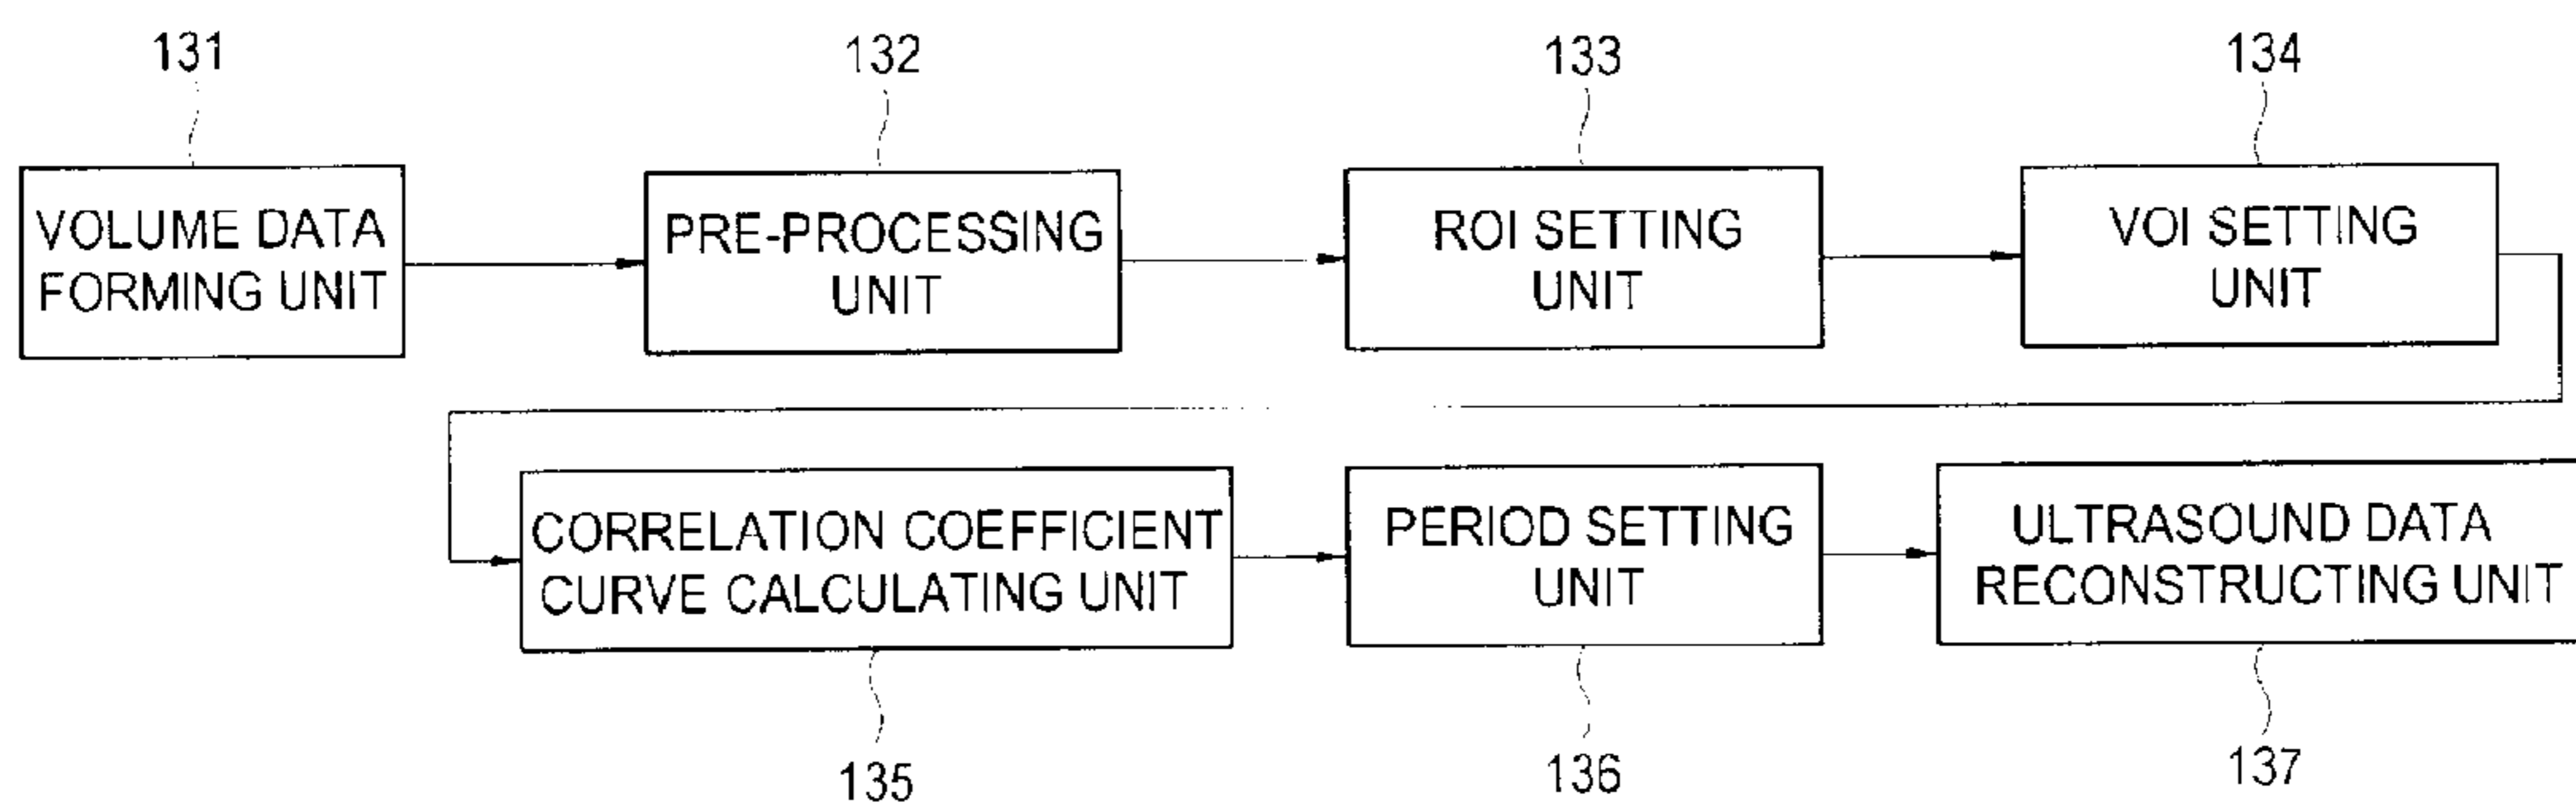 131
132
133
134
VOLUME DATA
FORMING UNIT
PRE-PROCESSING
UNIT
ROI SETTING
UNIT
VOI SETTING
UNIT
CORRELATION COEFFICIENT
CURVE CALCULATING UNIT
PERIOD SETTING
UNIT
ULTRASOUND DATA
RECONSTRUCTING UNIT
135
136
137